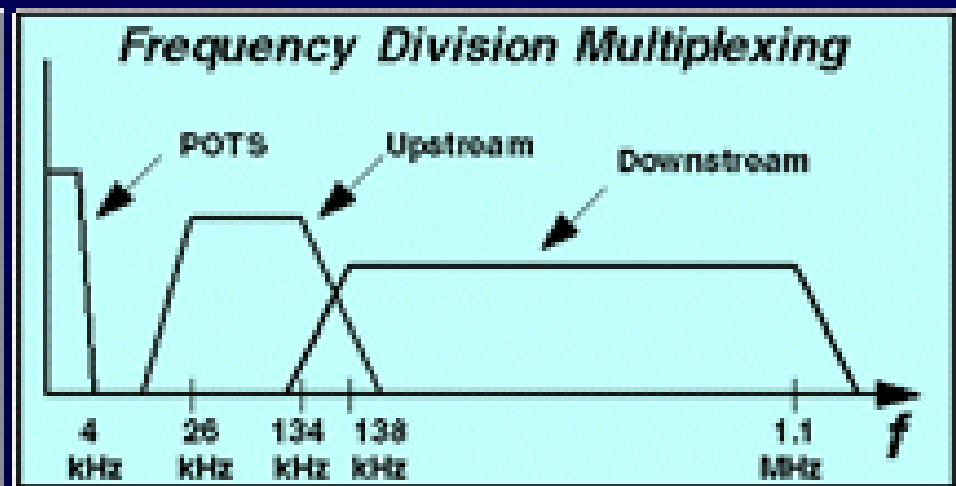 Frequency Division Multiplexing
POTS
Upstream
Downstream
4 26 134 138 1.1
kHz kHz kHz kHz MHz
f